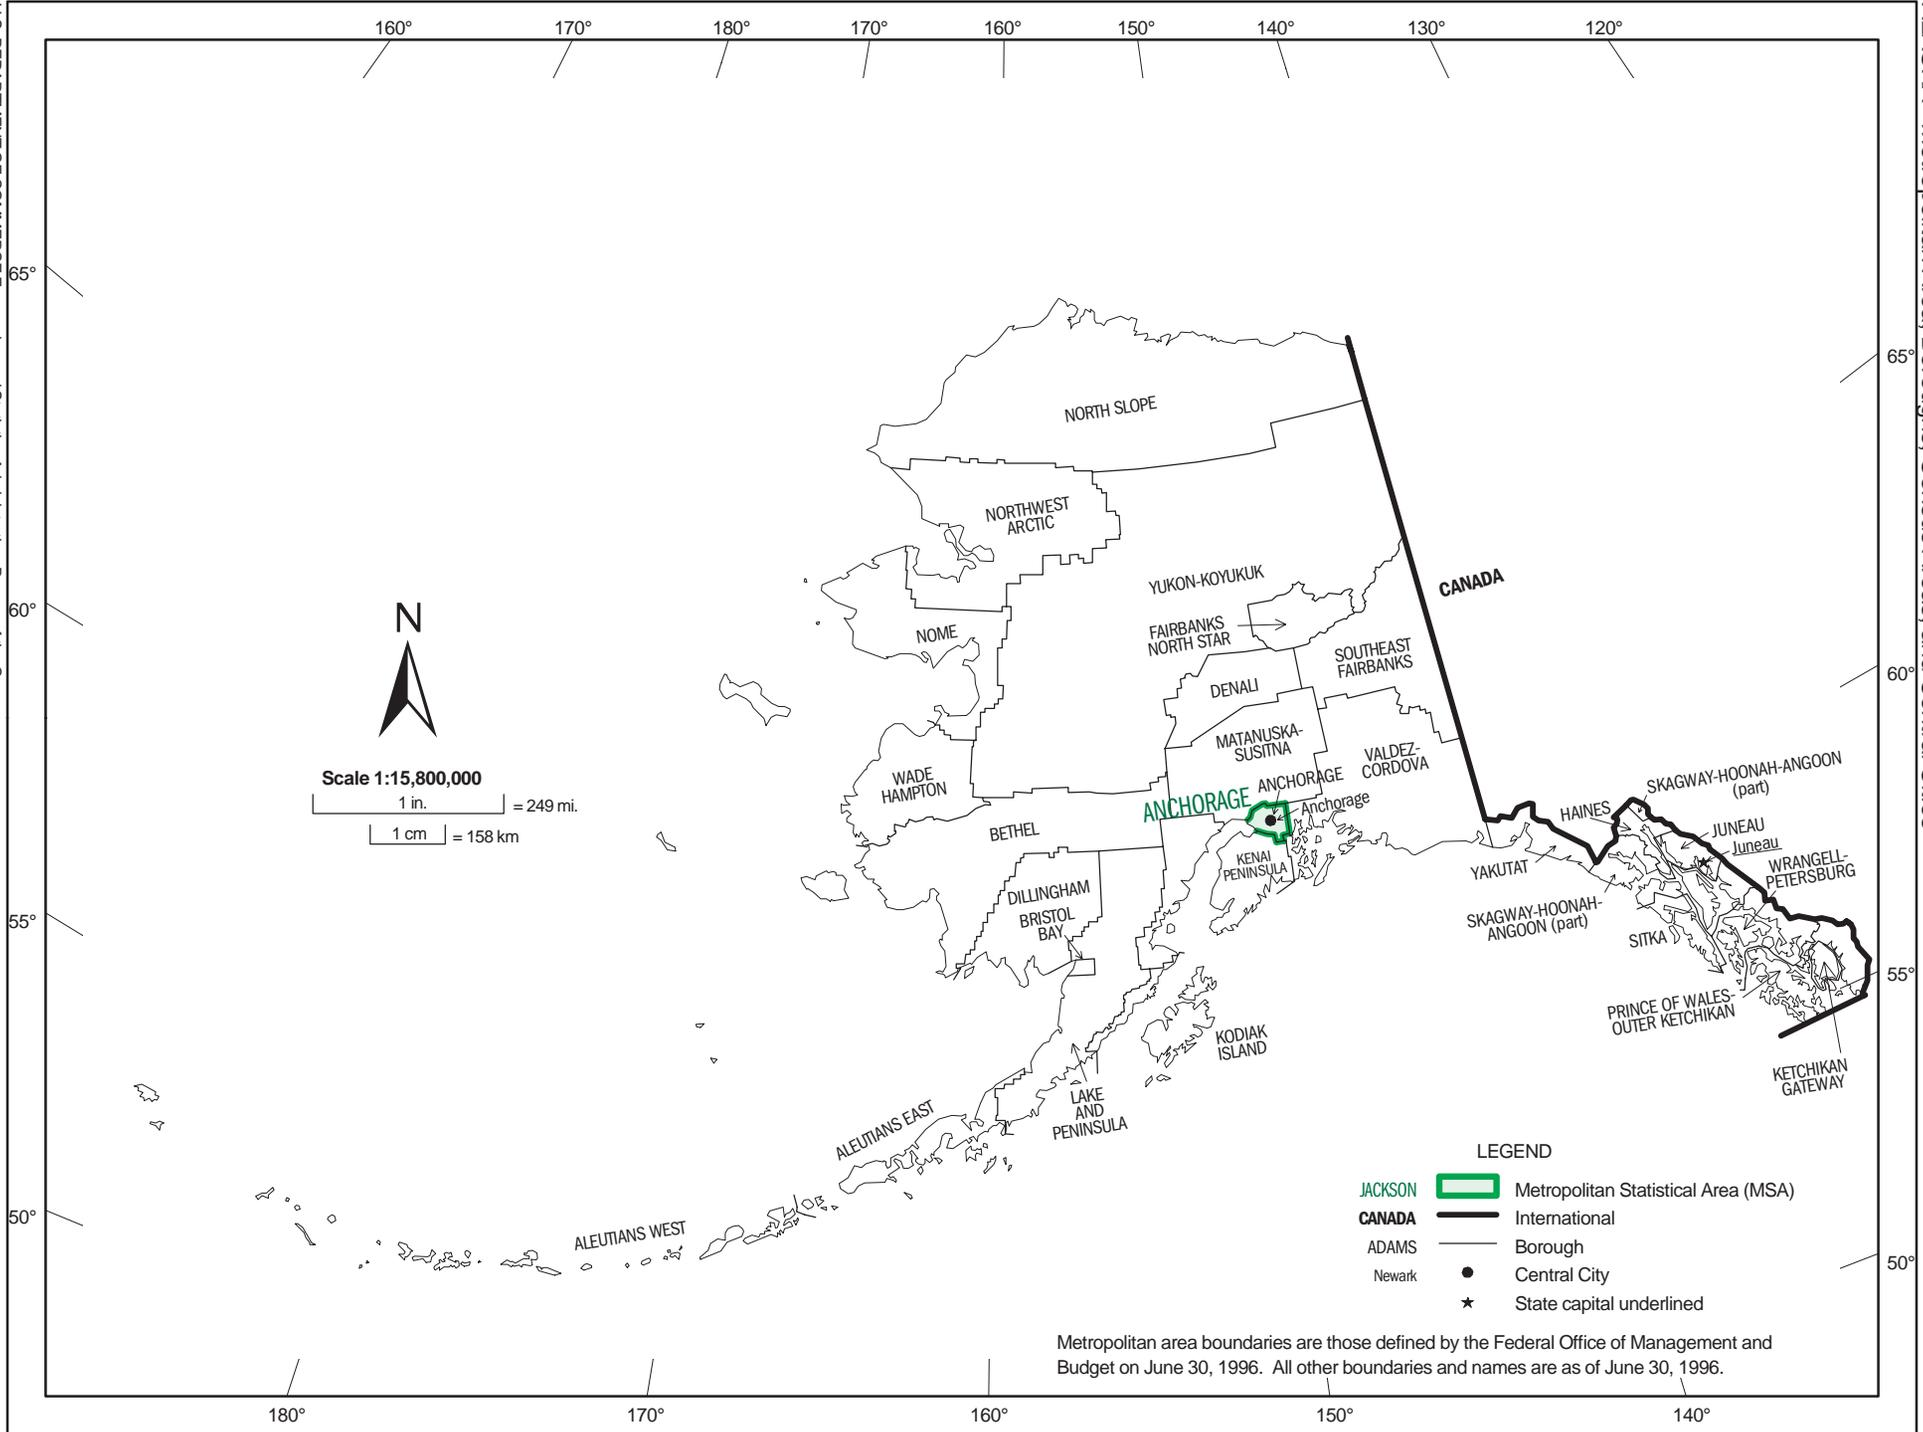 160°
170°
180°
170°
160°
150°
140°
130°
120°
65°
65°
60°
60°
55°
55°
50°
50°
NORTH SLOPE
NORTHWEST
ARCTIC
YUKON-KOYUKUK
CANADA
FAIRBANKS
NORTH STAR
NOME
SOUTHEAST
FAIRBANKS
DENALI
MATANUSKA-
SUSITNA
VALDEZ-
CORDOVA
WADE
HAMPTON
ANCHORAGE
ANCHORAGE
Anchorage
BETHEL
KENAI
PENINSULA
DILLINGHAM
BRISTOL
BAY
KODIAK
ISLAND
LAKE
AND
PENINSULA
ALEUTIANS EAST
ALEUTIANS WEST
SKAGWAY-HOONAH-ANGOON
(part)
HAINES
JUNEAU
Juneau
WRANGELL-
PETERSBURG
YAKUTAT
SKAGWAY-HOONAH-
ANGOON (part)
SITKA
PRINCE OF WALES-
OUTER KETCHIKAN
KETCHIKAN
GATEWAY
N
Scale 1:15,800,000
1 in. = 249 mi.
1 cm = 158 km
LEGEND
JACKSON Metropolitan Statistical Area (MSA)
CANADA International
ADAMS Borough
Newark Central City
State capital underlined
Metropolitan area boundaries are those defined by the Federal Office of Management and
Budget on June 30, 1996. All other boundaries and names are as of June 30, 1996.
180°
170°
160°
150°
140°